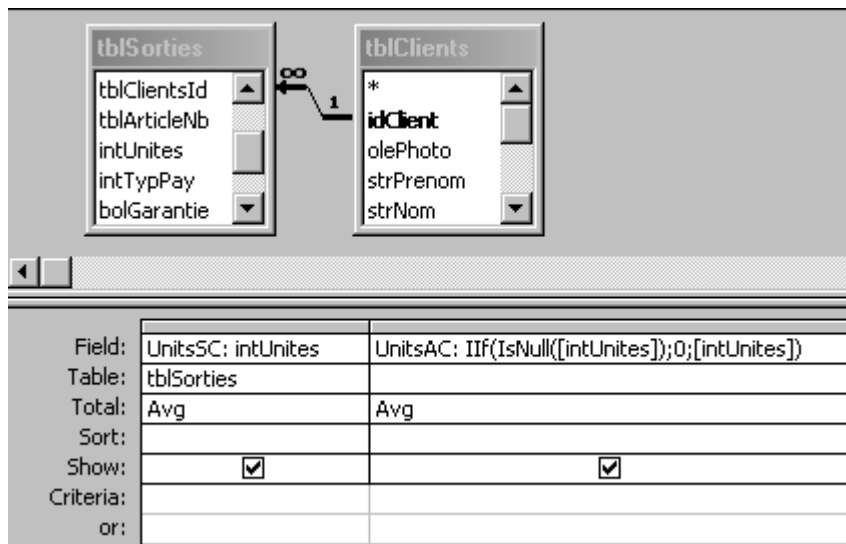 tblSorties
tblClientsId
tblArticleNb
intUnites
intTypPay
bolGarantie
∞
1
tblClients
*
idClient
olePhoto
strPrenom
strNom
Field: UnitsSC: intUnites UnitsAC: IIf(IsNull([intUnites]);0;[intUnites])
Table: tblSorties
Total: Avg Avg
Sort:
Show:
Criteria:
or: